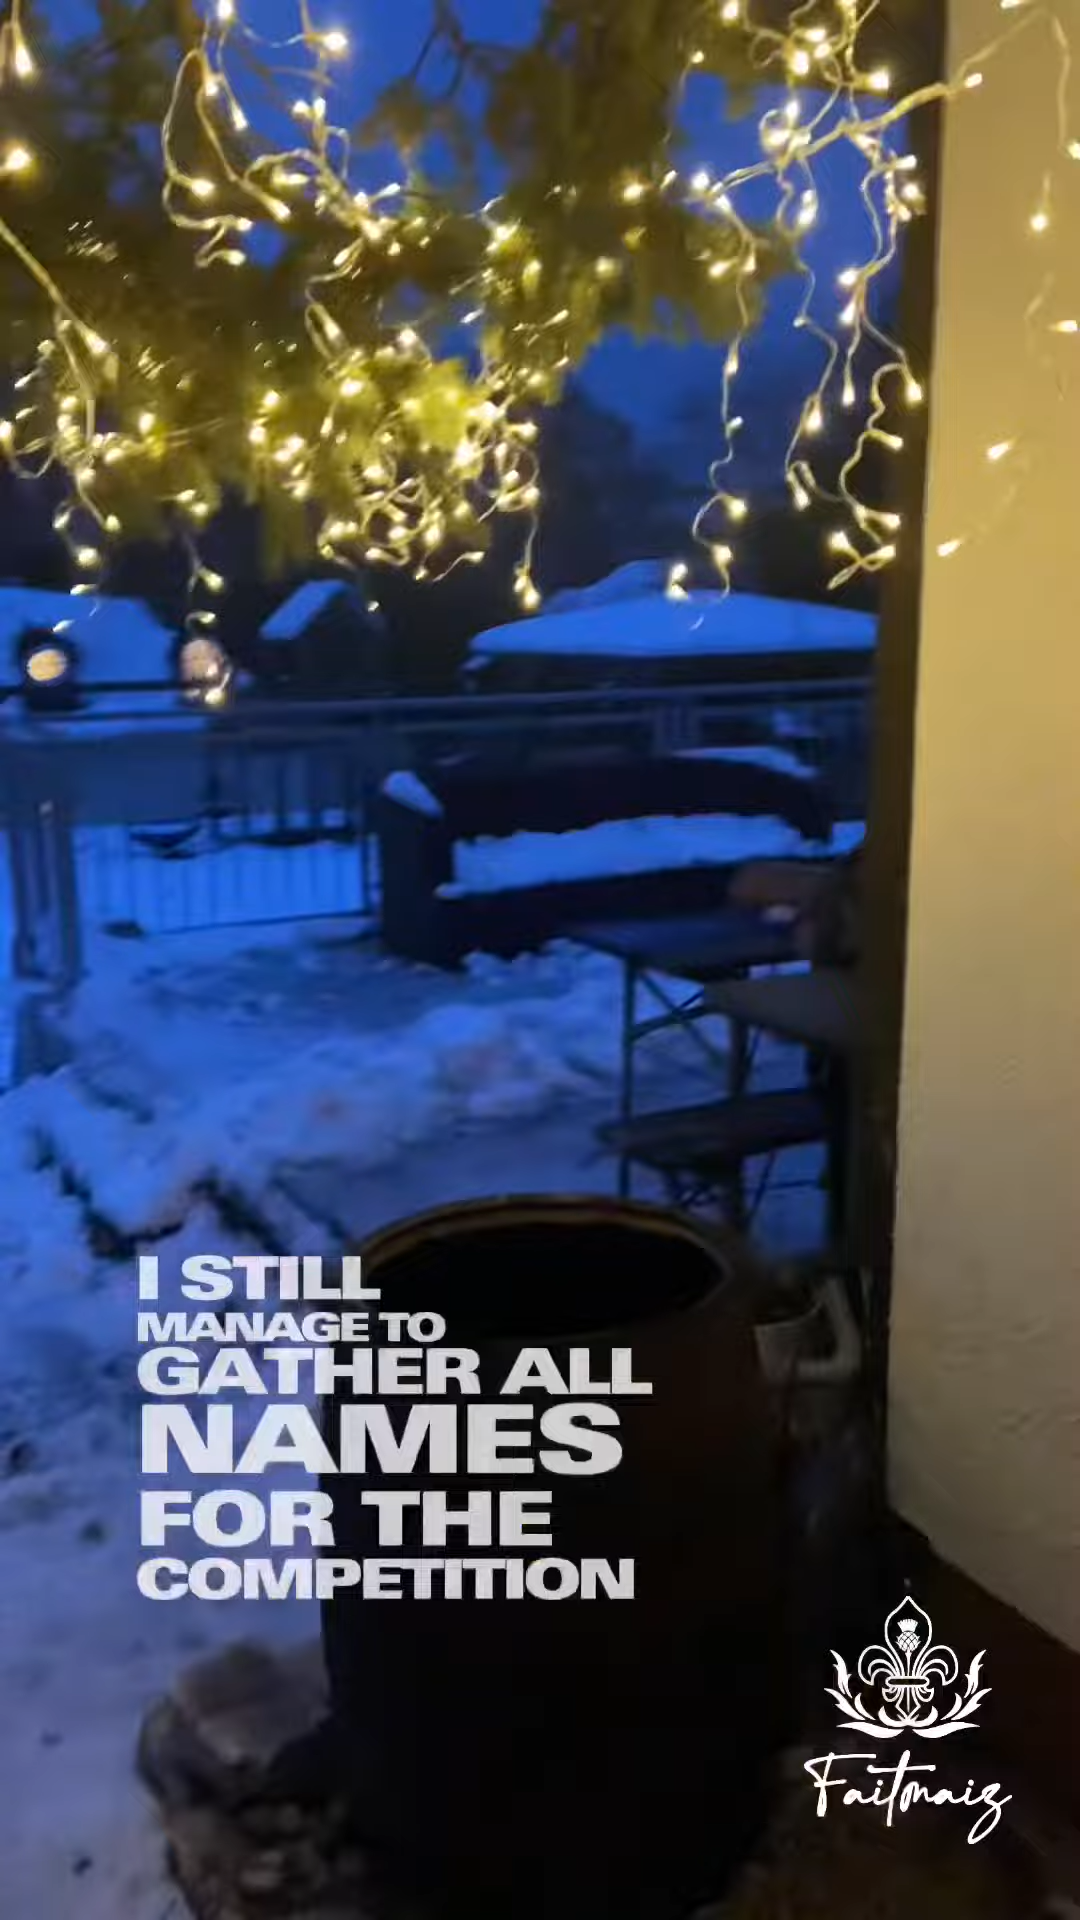 I STILL
MANAGE TO
GATHER ALL
NAMES
FOR THE
COMPETITION
Faitmaiz